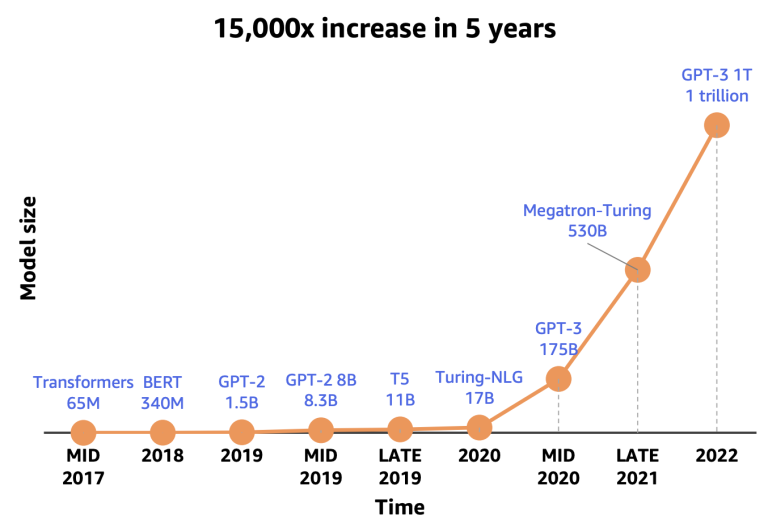 15,000x increase in 5 years
GPT-3 1T
1 trillion
Megatron-Turing
530B
GPT-3
175B
Transformers
65M
BERT
340M
GPT-2
1.5B
GPT-2 8B
8.3B
T5
11B
Turing-NLG
17B
Model size
MID
2017
2018
2019
MID
2019
LATE
2019
2020
MID
2020
LATE
2021
2022
Time